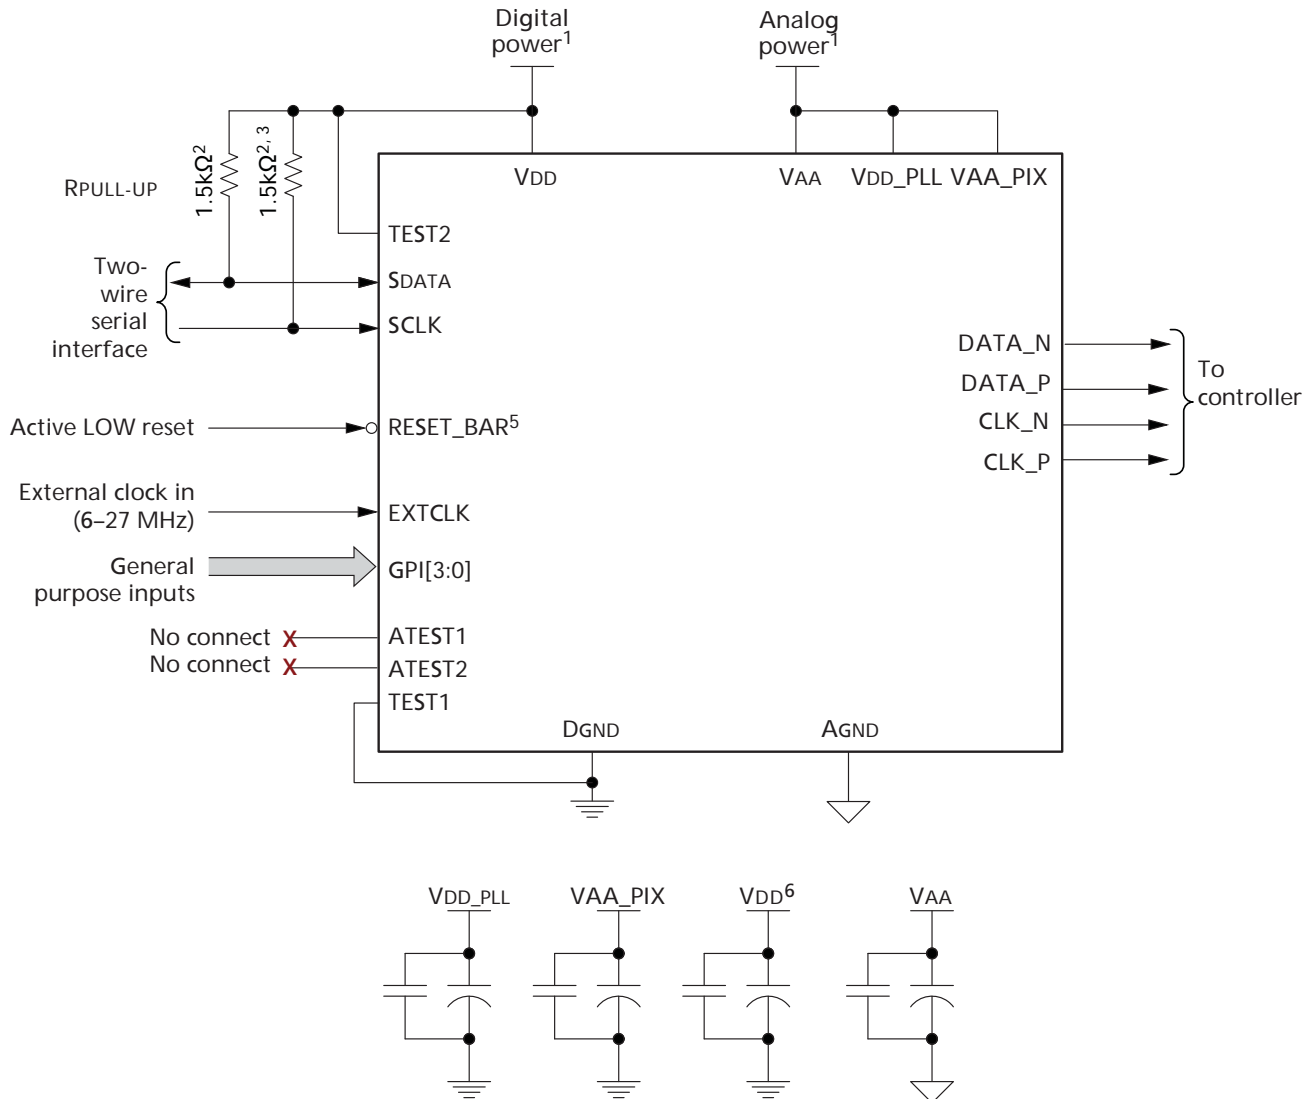 Digital
power1
Analog
power1
1.5kΩ2
1.5kΩ2, 3
RPULL-UP
VDD
VAA
VDD_PLL
VAA_PIX
TEST2
Two-
wire
serial
interface
SDATA
SCLK
DATA_N
DATA_P
CLK_N
CLK_P
To
controller
Active LOW reset
RESET_BAR5
External clock in
(6–27 MHz)
EXTCLK
General
purpose inputs
GPI[3:0]
No connect X
ATEST1
No connect X
ATEST2
TEST1
DGND
AGND
VDD_PLL
VAA_PIX
VDD6
VAA